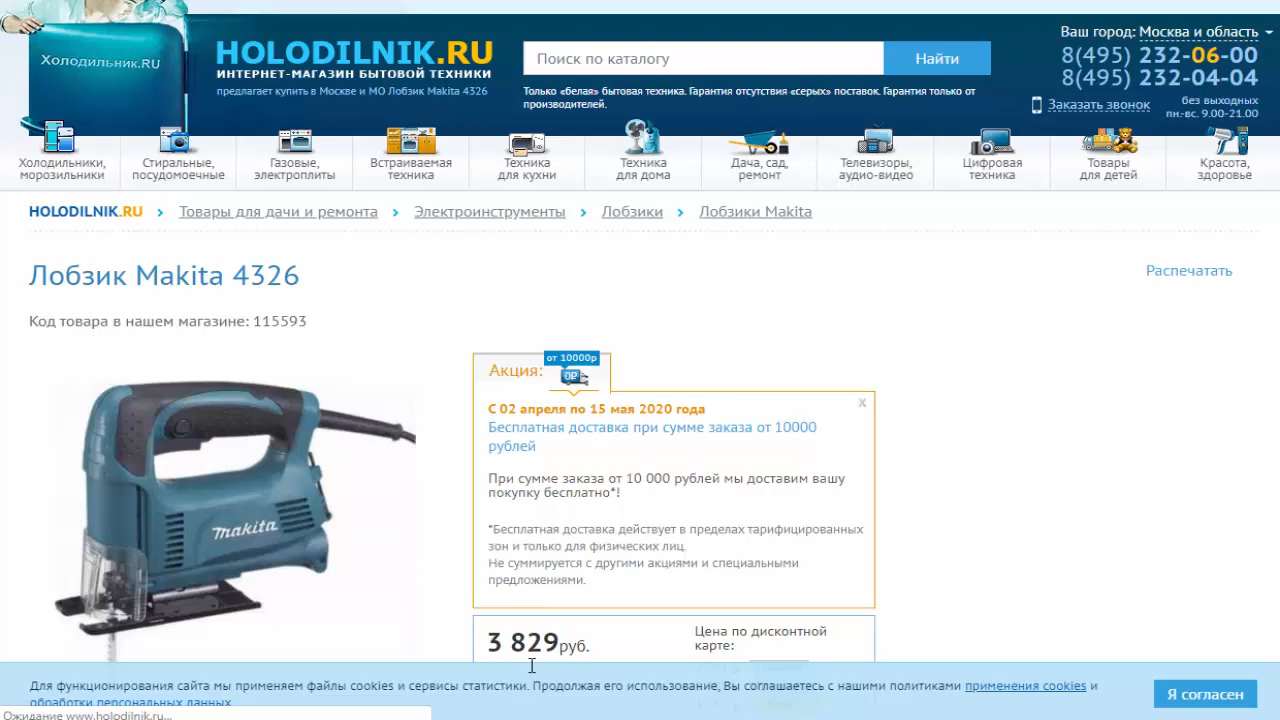 Холодильник.RU
HOLODILNIK.RU
ИНТЕРНЕТ-МАГАЗИН БЫТОВОЙ ТЕХНИКИ
предлагает купить в Москве и МО Лобзик Makita 4326
Поиск по каталогу
Найти
Только «белая» бытовая техника. Гарантия отсутствия «серых» поставок. Гарантия только от
производителей.
Ваш город: Москва и область
8(495) 232-06-00
8(495) 232-04-04
Заказать звонок
без выходных
пн.-вс. 9.00-21.00
Холодильники,
морозильники
Стиральные,
посудомоечные
Газовые,
электроплиты
Встраиваемая
техника
Техника
для кухни
Техника
для дома
Дача, сад,
ремонт
Телевизоры,
аудио-видео
Цифровая
техника
Товары
для детей
Красота,
здоровье
HOLODILNIK.RU › Товары для дачи и ремонта › Электроинструменты › Лобзики › Лобзики Makita
Лобзик Makita 4326
Распечатать
Код товара в нашем магазине: 115593
makita
Акция:
от 10000р
0₽
С 02 апреля по 15 мая 2020 года
x
Бесплатная доставка при сумме заказа от 10000
рублей
При сумме заказа от 10 000 рублей мы доставим вашу
покупку бесплатно*!
*Бесплатная доставка действует в пределах тарифицированных
зон и только для физических лиц.
Не суммируется с другими акциями и специальными
предложениями.
3 829руб.
Цена по дисконтной
карте:
Для функционирования сайта мы применяем файлы cookies и сервисы статистики. Продолжая его использование, Вы соглашаетесь с нашими политиками применения cookies и
обработки персональных данных.
Я согласен
Ожидание www.holodilnik.ru...